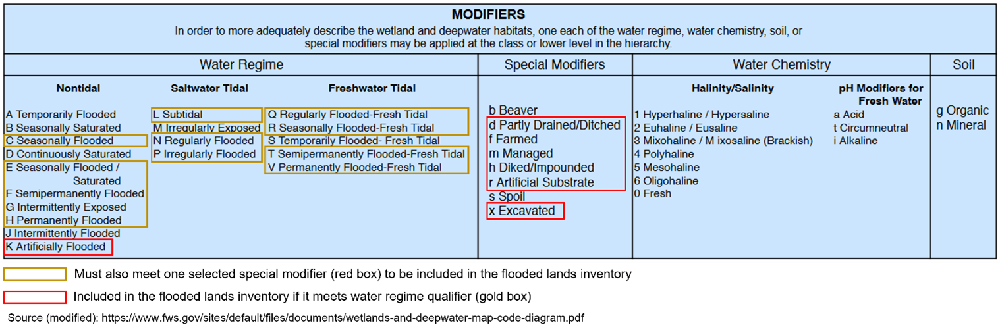 MODIFIERS
In order to more adequately describe the wetland and deepwater habitats, one each of the water regime, water chemistry, soil, or
special modifiers may be applied at the class or lower level in the hierarchy.
Water Regime
Special Modifiers
Water Chemistry
Soil
Nontidal
A Temporarily Flooded
B Seasonally Saturated
C Seasonally Flooded
D Continuously Saturated
E Seasonally Flooded /
Saturated
F Semipermanently Flooded
G Intermittently Exposed
H Permanently Flooded
J Intermittently Flooded
K Artificially Flooded
Saltwater Tidal
L Subtidal
M Irregularly Exposed
N Regularly Flooded
P Irregularly Flooded
Freshwater Tidal
Q Regularly Flooded-Fresh Tidal
R Seasonally Flooded-Fresh Tidal
S Temporarily Flooded- Fresh Tidal
T Semipermanently Flooded-Fresh Tidal
V Permanently Flooded-Fresh Tidal
b Beaver
d Partly Drained/Ditched
f Farmed
m Managed
h Diked/Impounded
r Artificial Substrate
s Spoil
x Excavated
Halinity/Salinity
1 Hyperhaline / Hypersaline
2 Euhaline / Eusaline
3 Mixohaline / M ixosaline (Brackish)
4 Polyhaline
5 Mesohaline
6 Oligohaline
0 Fresh
pH Modifiers for
Fresh Water
a Acid
t Circumneutral
i Alkaline
g Organic
n Mineral
Must also meet one selected special modifier (red box) to be included in the flooded lands inventory
Included in the flooded lands inventory if it meets water regime qualifier (gold box)
Source (modified): https://www.fws.gov/sites/default/files/documents/wetlands-and-deepwater-map-code-diagram.pdf